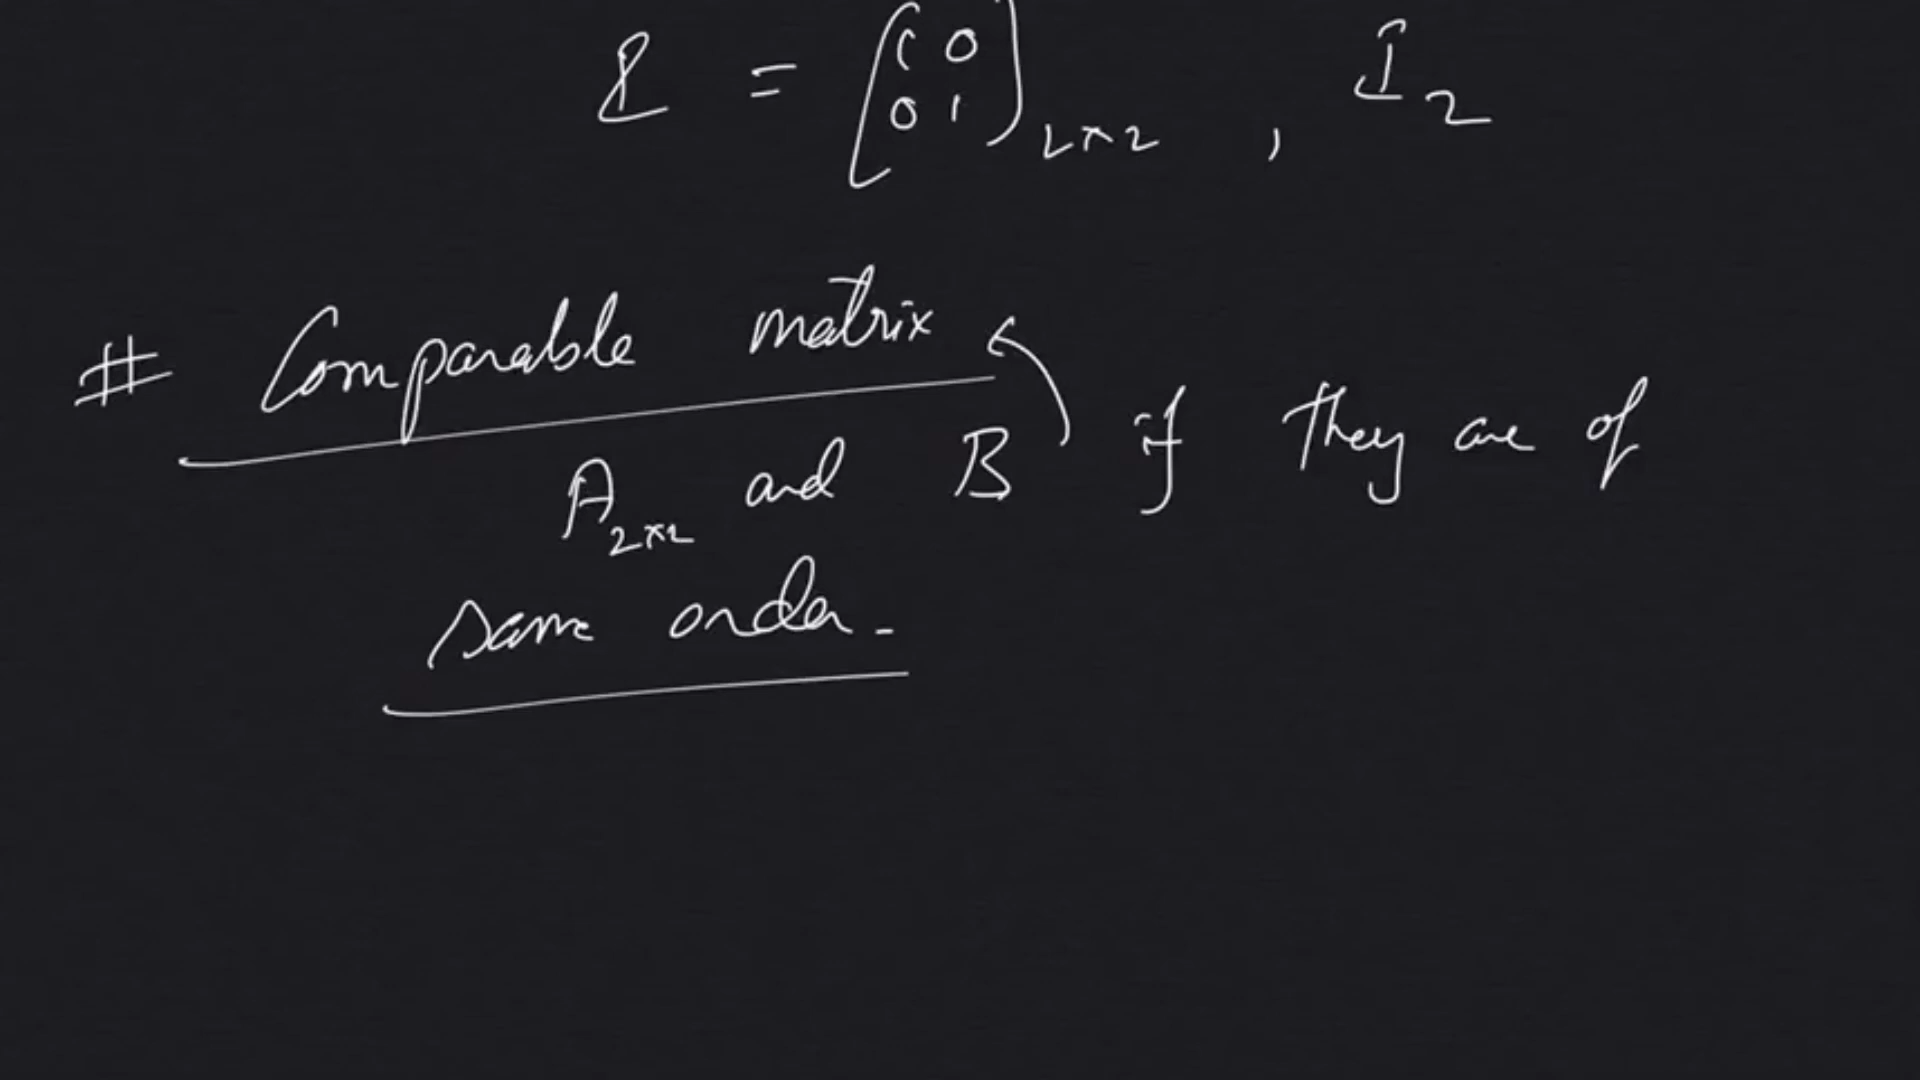 I = (1 0
0 1)2×2 , I2
# Comparable matrix
A2×2 and B if they are of
same order.